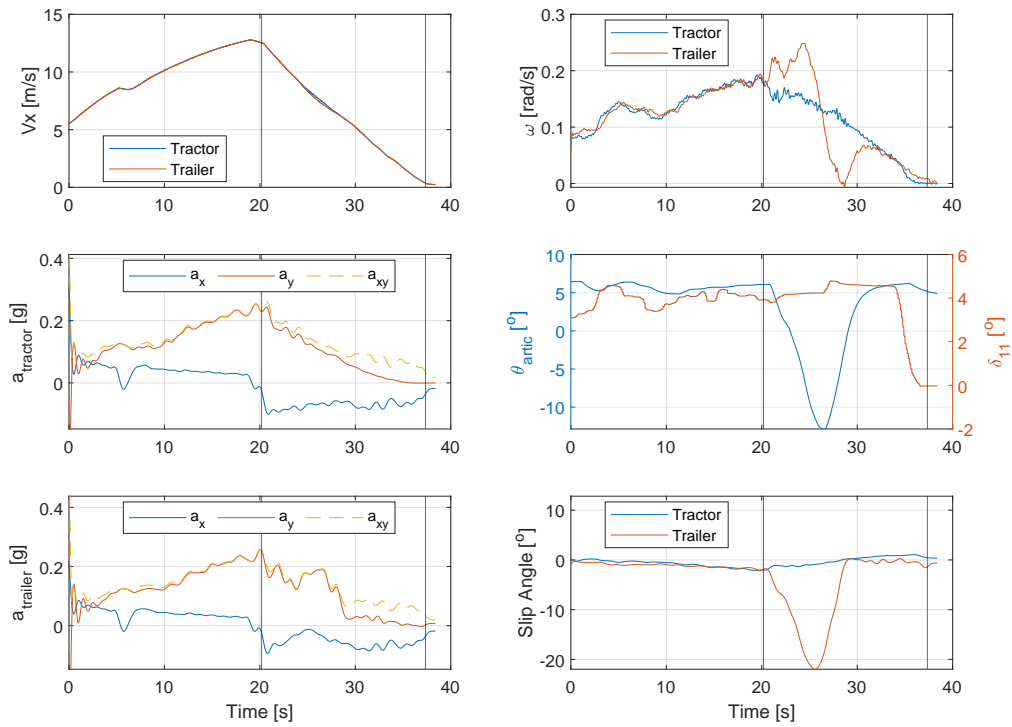 15
10
5
0
Vx [m/s]
Tractor
Trailer
0 10 20 30 40
0.3
0.2
0.1
0
ω [rad/s]
Tractor
Trailer
0 10 20 30 40
0.4
0.2
0
a_tractor [g]
a_x a_y a_xy
0 10 20 30 40
10
5
0
-5
-10
θ_artic [°]
6
4
2
0
-2
δ_11 [°]
0 10 20 30 40
0.4
0.2
0
a_trailer [g]
a_x a_y a_xy
0 10 20 30 40
Time [s]
10
0
-10
-20
Slip Angle [°]
Tractor
Trailer
0 10 20 30 40
Time [s]